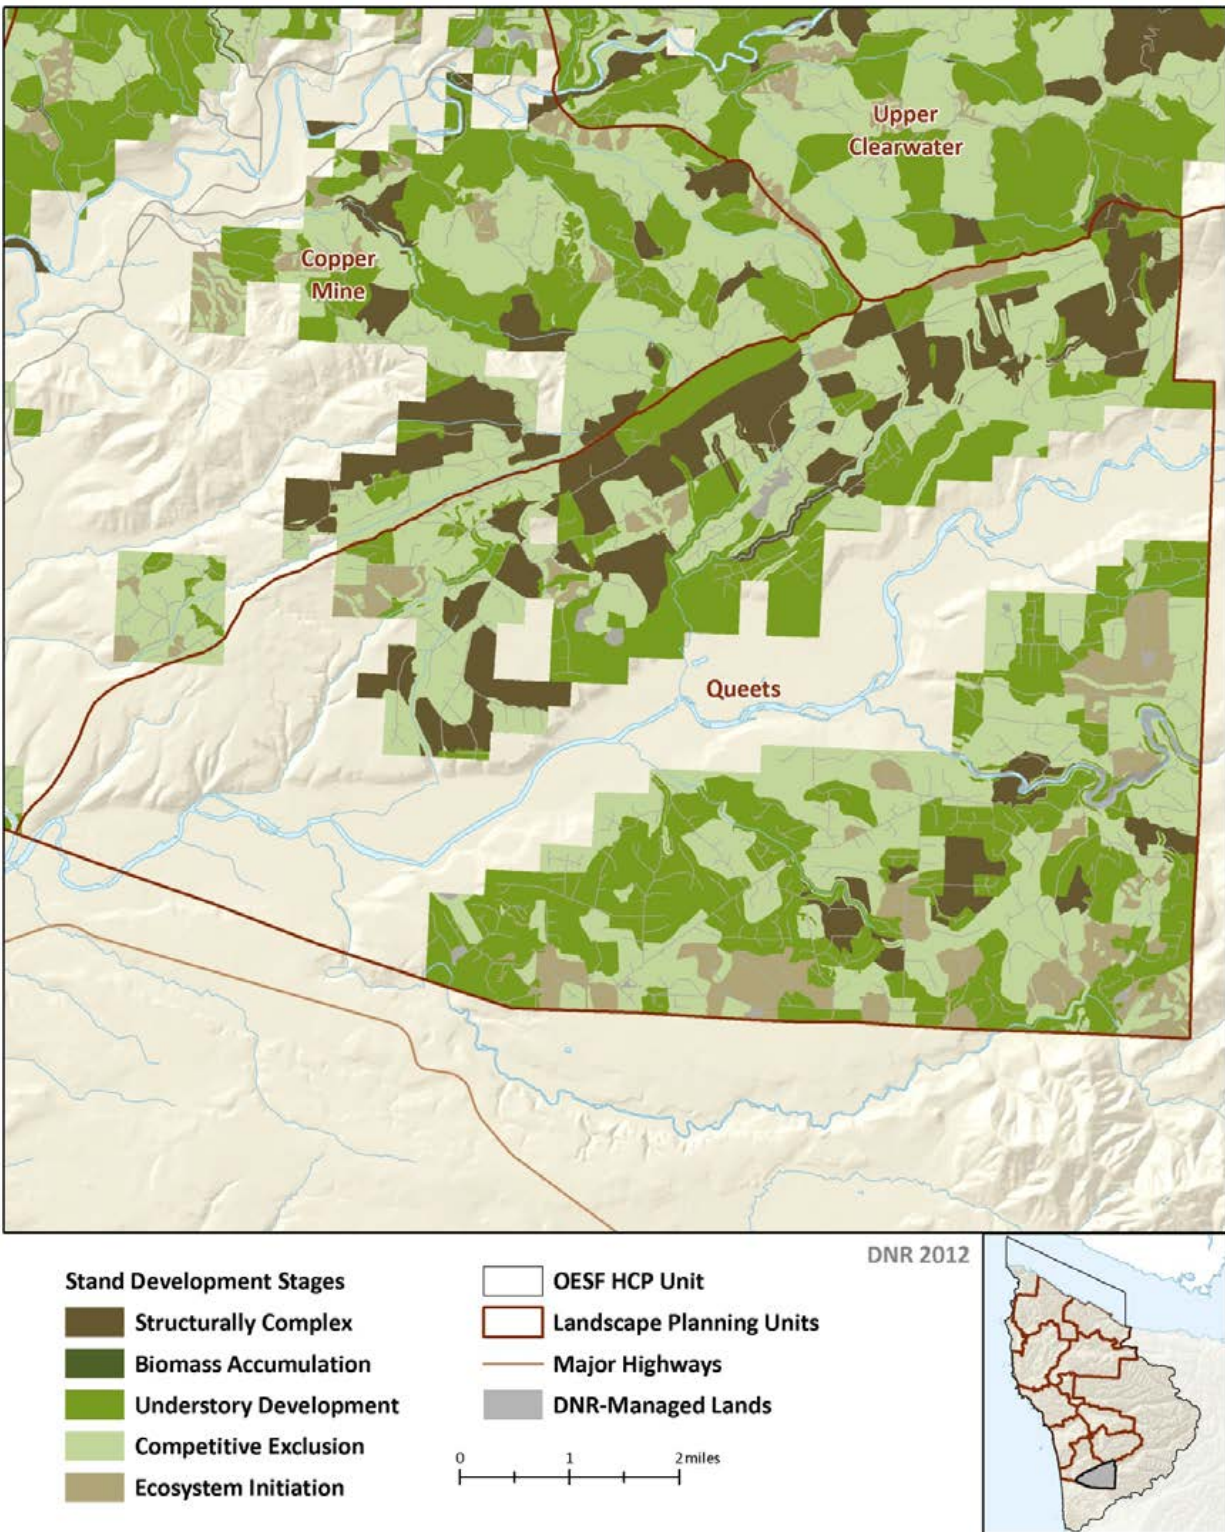 Upper
Clearwater
Copper
Mine
Queets
DNR 2012
Stand Development Stages
Structurally Complex
Biomass Accumulation
Understory Development
Competitive Exclusion
Ecosystem Initiation
OESF HCP Unit
Landscape Planning Units
Major Highways
DNR-Managed Lands
0 1 2 miles